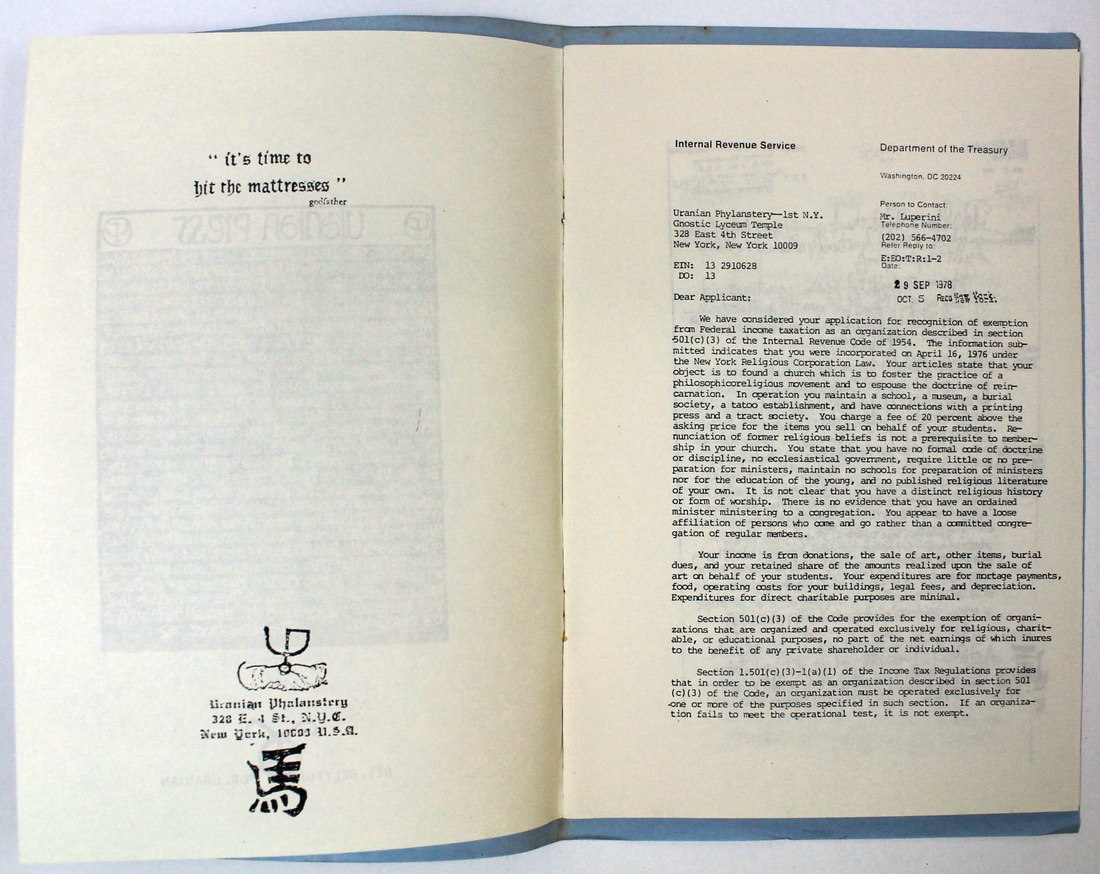 “ it's time to
hit the mattresses ”
godfather
Uranian Phalanstery
328 E. 4 St., N.Y.C.
New York, 10003 U.S.A.
馬
Internal Revenue Service
Department of the Treasury
Washington, DC 20224
Person to Contact:
Mr. Luperini
Telephone Number:
(202) 566-4702
Refer Reply to:
E:EO:T:R:1-2
Date:
29 SEP 1978
OCT 5
Uranian Phylanstery—1st N.Y.
Gnostic Lyceum Temple
328 East 4th Street
New York, New York 10009
EIN: 13 2910628
DO: 13
Dear Applicant:
We have considered your application for recognition of exemption
from Federal income taxation as an organization described in section
501(c)(3) of the Internal Revenue Code of 1954. The information sub-
mitted indicates that you were incorporated on April 16, 1976 under
the New York Religious Corporation Law. Your articles state that your
object is to found a church which is to foster the practice of a
philosophicoreligious movement and to espouse the doctrine of rein-
carnation. In operation you maintain a school, a museum, a burial
society, a tatoo establishment, and have connections with a printing
press and a tract society. You charge a fee of 20 percent above the
asking price for the items you sell on behalf of your students. Re-
nunciation of former religious beliefs is not a prerequisite to member-
ship in your church. You state that you have no formal code of doctrine
or discipline, no ecclesiastical government, require little or no pre-
paration for ministers, maintain no schools for preparation of ministers
nor for the education of the young, and no published religious literature
of your own. It is not clear that you have a distinct religious history
or form of worship. There is no evidence that you have an ordained
minister ministering to a congregation. You appear to have a loose
affiliation of persons who come and go rather than a committed congre-
gation of regular members.
Your income is from donations, the sale of art, other items, burial
dues, and your retained share of the amounts realized upon the sale of
art on behalf of your students. Your expenditures are for mortage payments,
food, operating costs for your buildings, legal fees, and depreciation.
Expenditures for direct charitable purposes are minimal.
Section 501(c)(3) of the Code provides for the exemption of organi-
zations that are organized and operated exclusively for religious, charit-
able, or educational purposes, no part of the net earnings of which inures
to the benefit of any private shareholder or individual.
Section 1.501(c)(3)-1(a)(1) of the Income Tax Regulations provides
that in order to be exempt as an organization described in section 501
(c)(3) of the Code, an organization must be operated exclusively for
one or more of the purposes specified in such section. If an organiza-
tion fails to meet the operational test, it is not exempt.